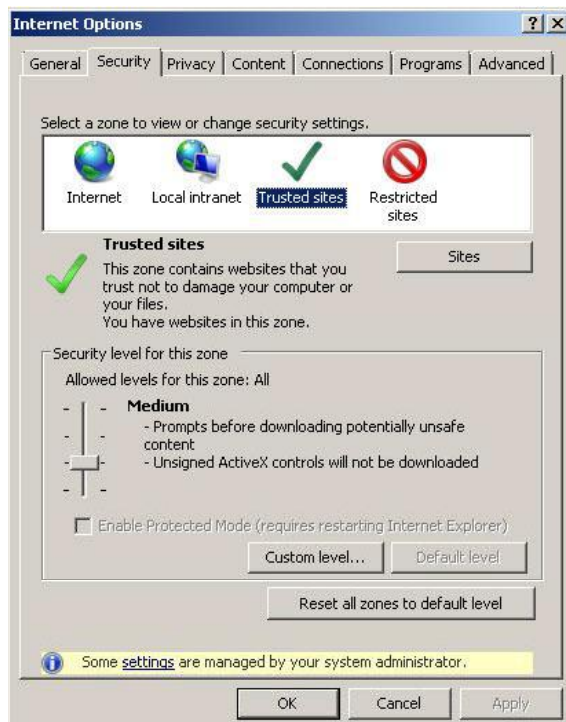 Internet Options
General Security Privacy Content Connections Programs Advanced
Select a zone to view or change security settings.
Internet Local intranet Trusted sites Restricted sites
Trusted sites
Sites
This zone contains websites that you
trust not to damage your computer or
your files.
You have websites in this zone.
Security level for this zone
Allowed levels for this zone: All
Medium
- Prompts before downloading potentially unsafe
content
- Unsigned ActiveX controls will not be downloaded
Enable Protected Mode (requires restarting Internet Explorer)
Custom level... Default level
Reset all zones to default level
Some settings are managed by your system administrator.
OK Cancel Apply